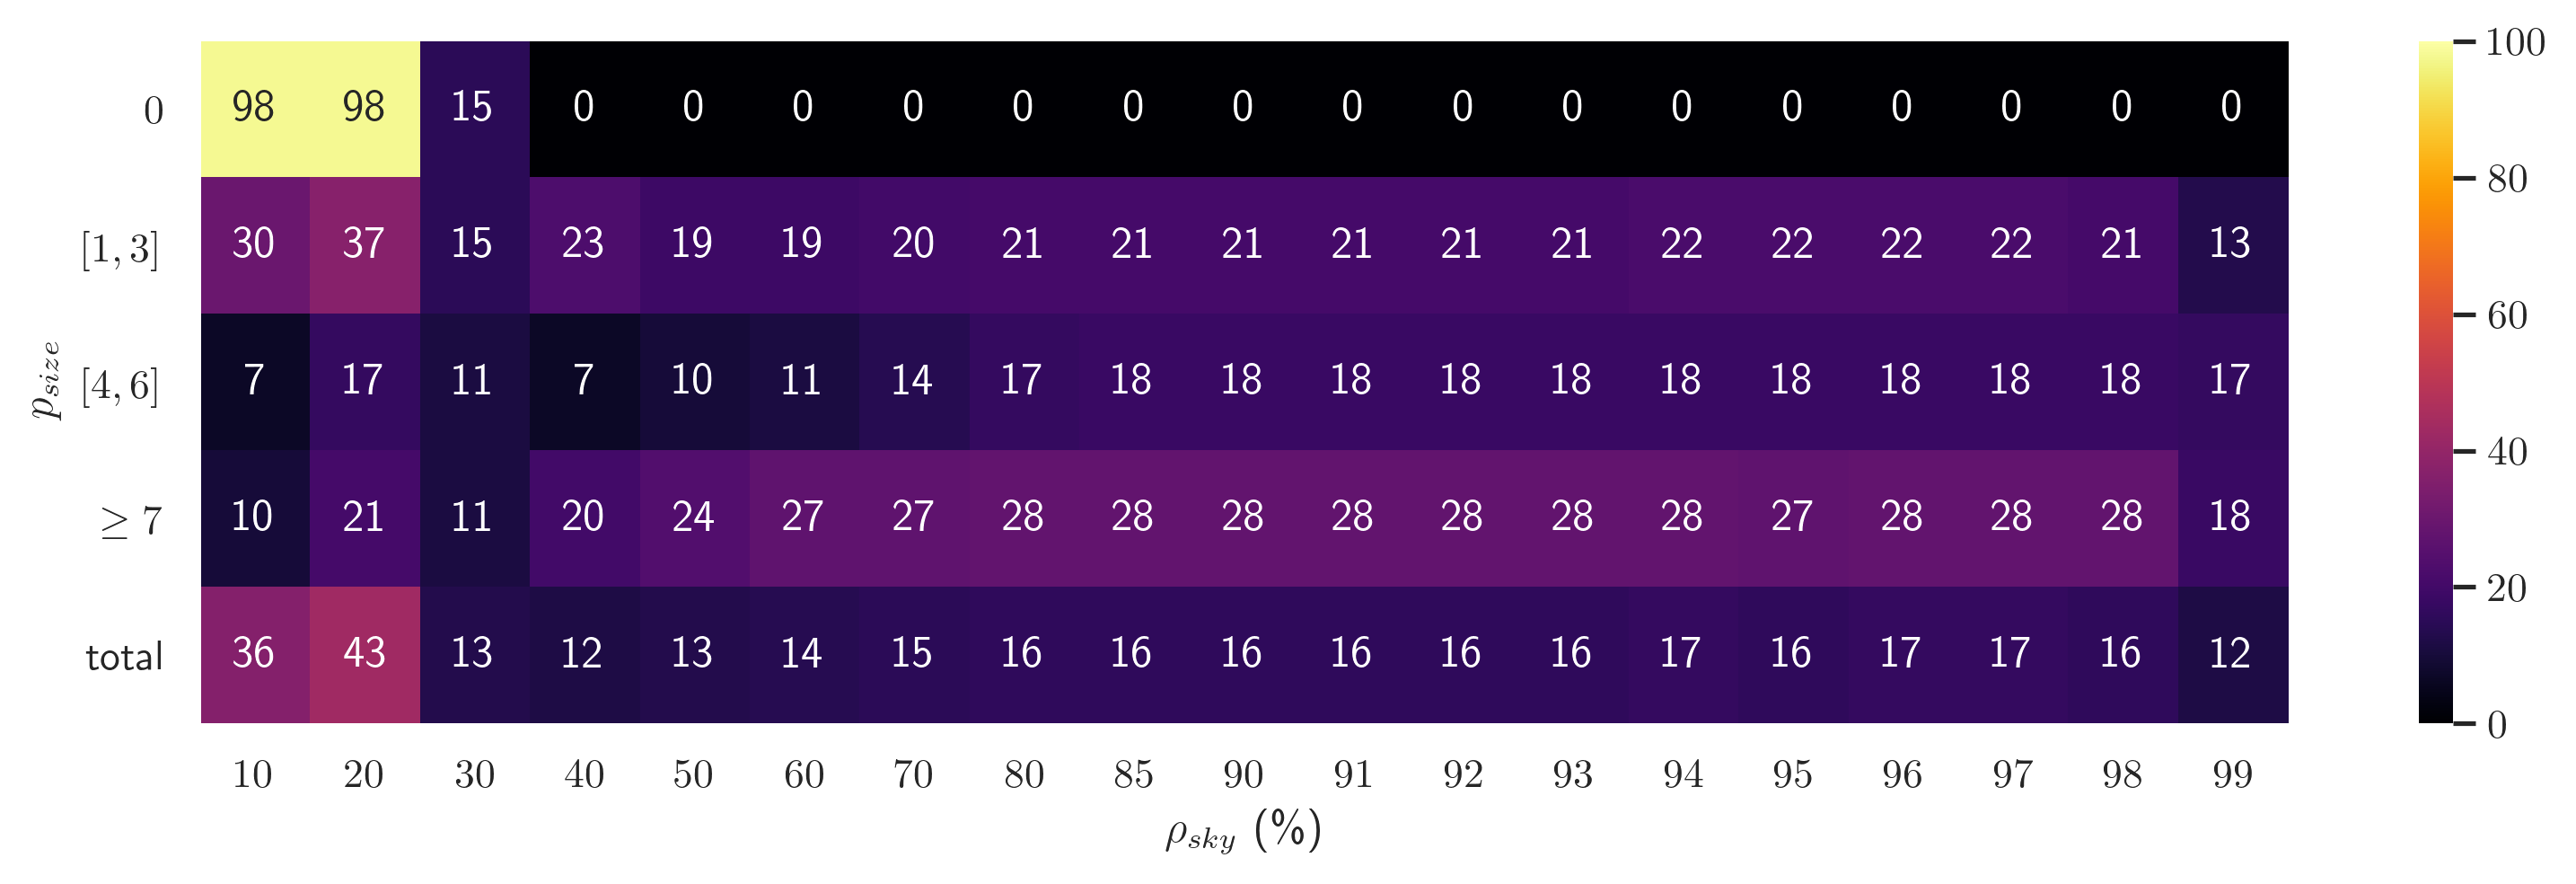 0 98 98 15 0 0 0 0 0 0 0 0 0 0 0 0 0 0 0 0
[1, 3] 30 37 15 23 19 19 20 21 21 21 21 21 21 22 22 22 22 21 13
[4, 6] 7 17 11 7 10 11 14 17 18 18 18 18 18 18 18 18 18 18 17
≥ 7 10 21 11 20 24 27 27 28 28 28 28 28 28 28 27 28 28 28 18
total 36 43 13 12 13 14 15 16 16 16 16 16 16 17 16 17 17 16 12
10 20 30 40 50 60 70 80 85 90 91 92 93 94 95 96 97 98 99
ρsky (%)
psize
100
80
60
40
20
0